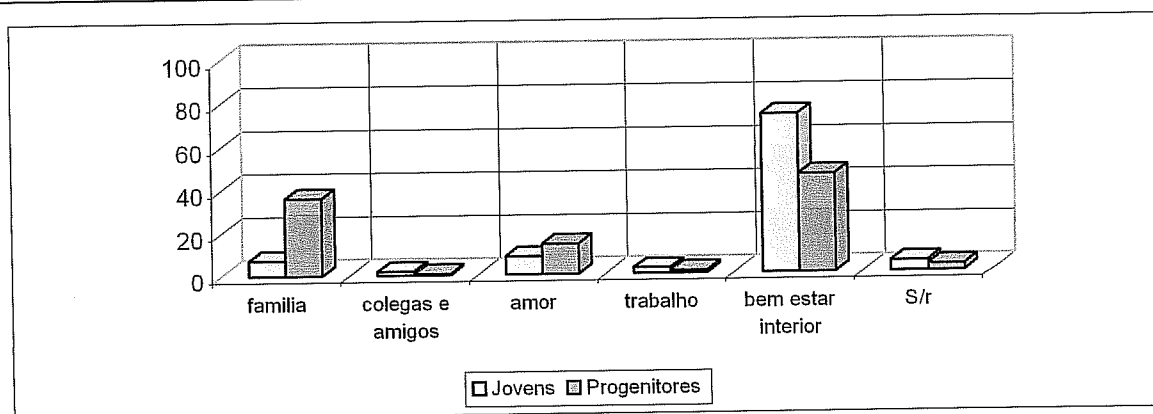 100
80
60
40
20
0
familia
colegas e
amigos
amor
trabalho
bem estar
interior
S/r
Jovens Progenitores